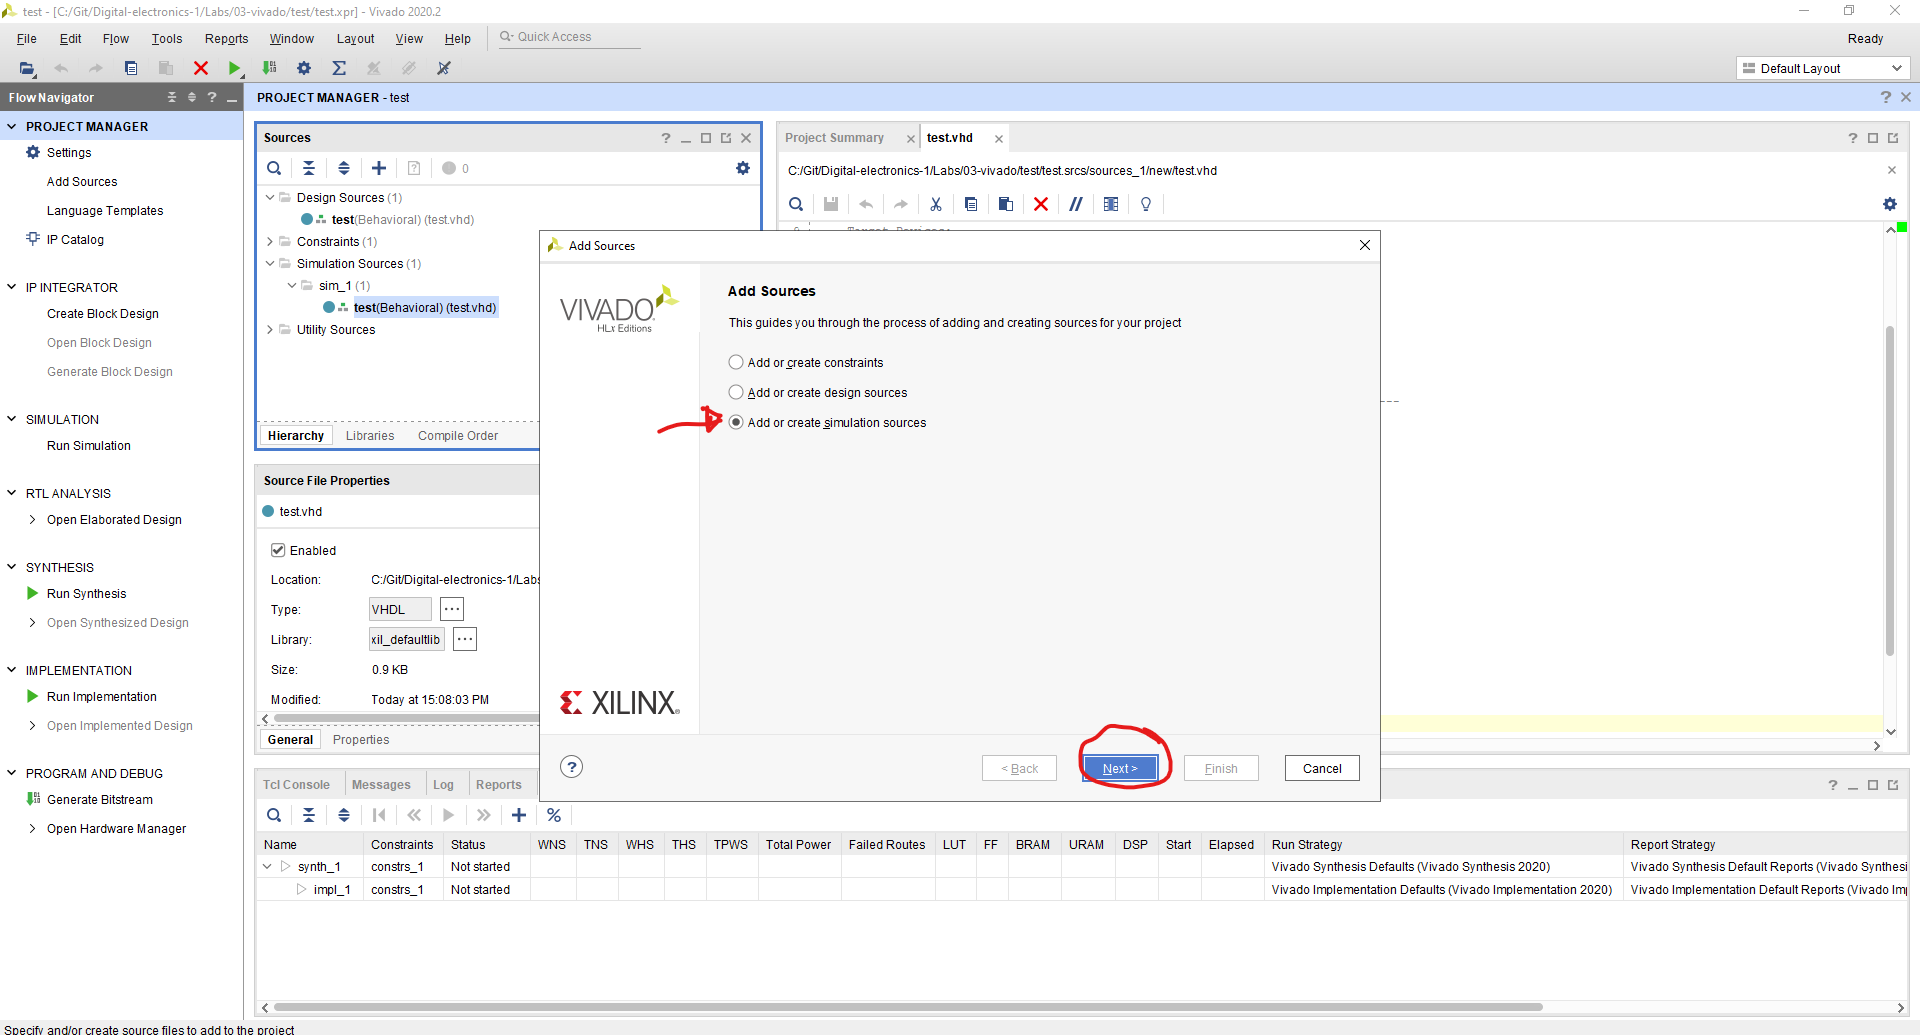 test - [C:/Git/Digital-electronics-1/Labs/03-vivado/test/test.xpr] - Vivado 2020.2
File Edit Flow Tools Reports Window Layout View Help Quick Access Ready
Default Layout
Flow Navigator
PROJECT MANAGER - test
PROJECT MANAGER
Settings
Add Sources
Language Templates
IP Catalog
IP INTEGRATOR
Create Block Design
Open Block Design
Generate Block Design
SIMULATION
Run Simulation
RTL ANALYSIS
Open Elaborated Design
SYNTHESIS
Run Synthesis
Open Synthesized Design
IMPLEMENTATION
Run Implementation
Open Implemented Design
PROGRAM AND DEBUG
Generate Bitstream
Open Hardware Manager
Sources
0
Design Sources (1)
test(Behavioral) (test.vhd)
Constraints (1)
Simulation Sources (1)
sim_1 (1)
test(Behavioral) (test.vhd)
Utility Sources
Hierarchy Libraries Compile Order
Source File Properties
test.vhd
Enabled
Location: C:/Git/Digital-electronics-1/Labs
Type: VHDL
Library: xil_defaultlib
Size: 0.9 KB
Modified: Today at 15:08:03 PM
General Properties
Project Summary test.vhd
C:/Git/Digital-electronics-1/Labs/03-vivado/test/test.srcs/sources_1/new/test.vhd
Add Sources
VIVADO
HLx Editions
Add Sources
This guides you through the process of adding and creating sources for your project
Add or create constraints
Add or create design sources
Add or create simulation sources
XILINX
< Back Next > Finish Cancel
Tcl Console Messages Log Reports
Name Constraints Status WNS TNS WHS THS TPWS Total Power Failed Routes LUT FF BRAM URAM DSP Start Elapsed Run Strategy Report Strategy
synth_1 constrs_1 Not started Vivado Synthesis Defaults (Vivado Synthesis 2020) Vivado Synthesis Default Reports (Vivado Synthesi
impl_1 constrs_1 Not started Vivado Implementation Defaults (Vivado Implementation 2020) Vivado Implementation Default Reports (Vivado Im
Specify and/or create source files to add to the project